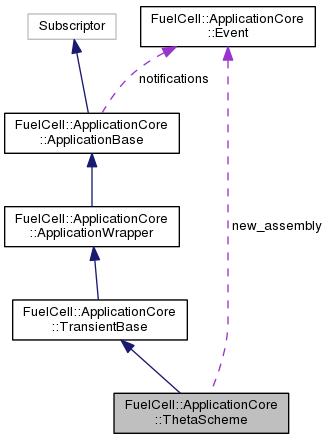 Subscriptor
FuelCell::ApplicationCore
::Event
notifications
FuelCell::ApplicationCore
::ApplicationBase
FuelCell::ApplicationCore
::ApplicationWrapper
new_assembly
FuelCell::ApplicationCore
::TransientBase
FuelCell::ApplicationCore
::ThetaScheme